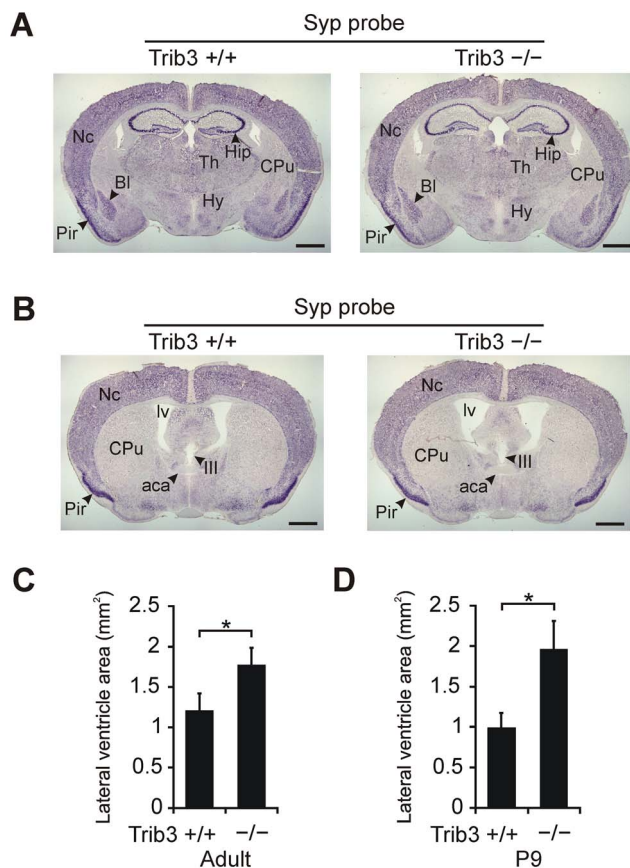 A
Syp probe
Trib3 +/+ Trib3 −/−
Nc Nc
Hip Hip
Th Th
CPu CPu
Bl Bl
Hy Hy
Pir Pir
B
Syp probe
Trib3 +/+ Trib3 −/−
Nc Nc
lv lv
CPu CPu
III III
aca aca
Pir Pir
C D
Lateral ventricle area (mm²)
2.5
2
1.5
1
0.5
0
*
Trib3 +/+ −/−
Adult
Lateral ventricle area (mm²)
2.5
2
1.5
1
0.5
0
*
Trib3 +/+ −/−
P9